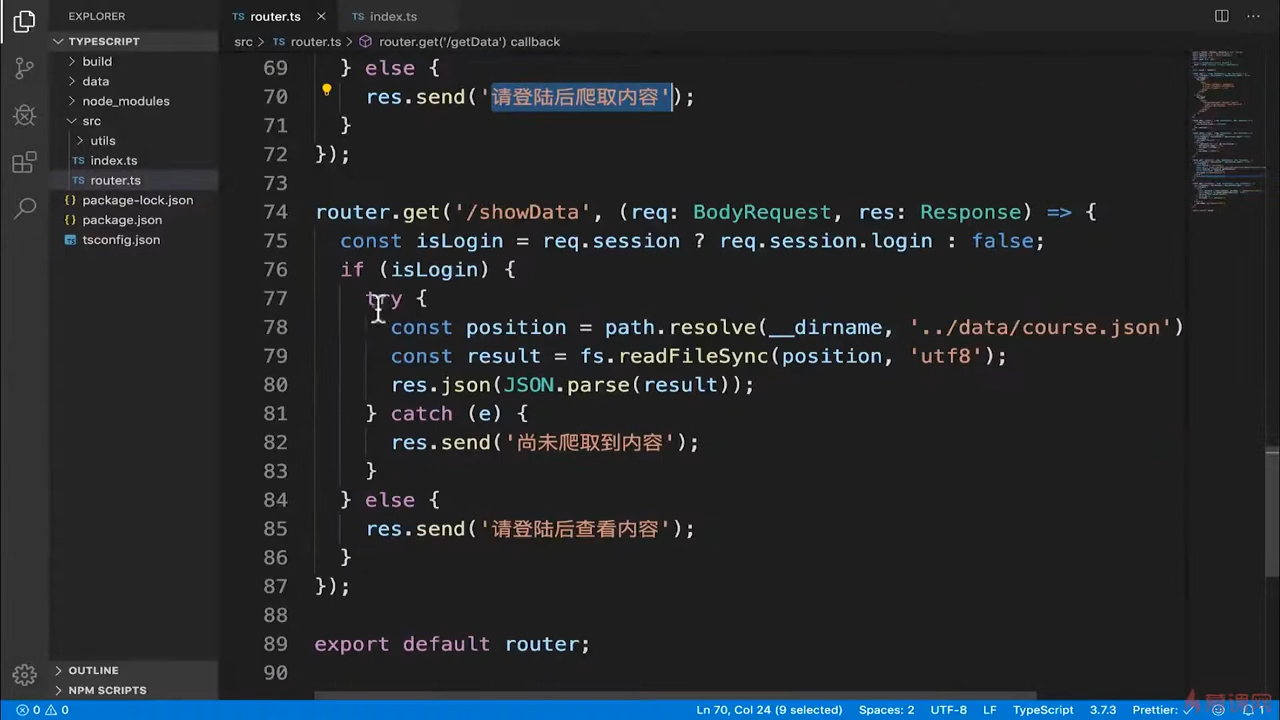 EXPLORER
TS router.ts ×
TS index.ts
TYPESCRIPT
src > TS router.ts > router.get('/getData') callback
build
data
node_modules
src
utils
TS index.ts
TS router.ts
package-lock.json
package.json
tsconfig.json
69 } else {
70 res.send('请登陆后爬取内容');
71 }
72 });
73
74 router.get('/showData', (req: BodyRequest, res: Response) => {
75 const isLogin = req.session ? req.session.login : false;
76 if (isLogin) {
77 try {
78 const position = path.resolve(__dirname, '../data/course.json')
79 const result = fs.readFileSync(position, 'utf8');
80 res.json(JSON.parse(result));
81 } catch (e) {
82 res.send('尚未爬取到内容');
83 }
84 } else {
85 res.send('请登陆后查看内容');
86 }
87 });
88
89 export default router;
90
OUTLINE
NPM SCRIPTS
0 0
Ln 70, Col 24 (9 selected) Spaces: 2 UTF-8 LF TypeScript 3.7.3 Prettier: ✓ 1
慕课网